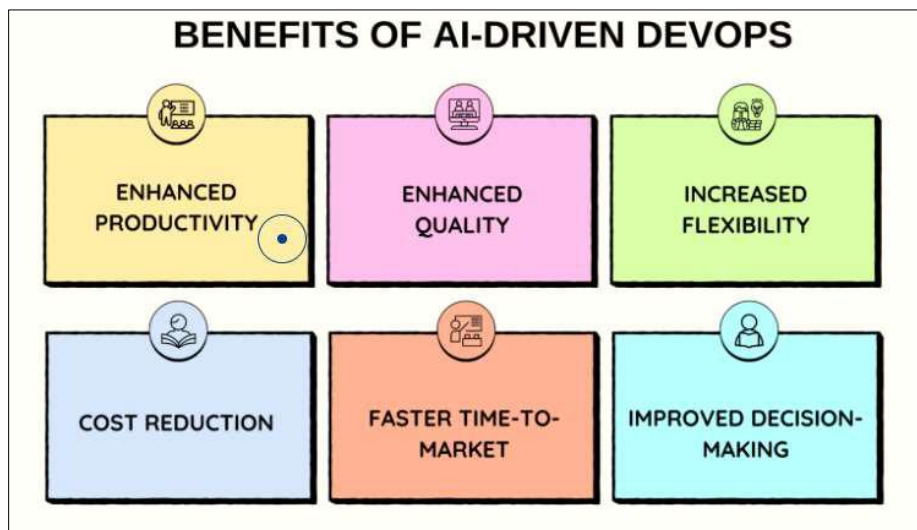 BENEFITS OF AI-DRIVEN DEVOPS
ENHANCED
PRODUCTIVITY
ENHANCED
QUALITY
INCREASED
FLEXIBILITY
COST REDUCTION
FASTER TIME-TO-
MARKET
IMPROVED DECISION-
MAKING